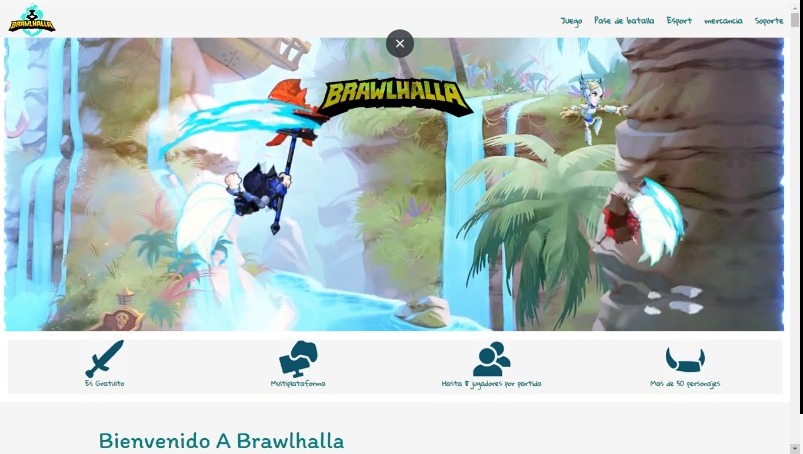 BRAWLHALLA
Juego Pase de batalla Esport mercancia Soporte
BRAWLHALLA
Es Gratuito
Multiplataforma
Hasta 8 jugadores por partida
Mas de 50 personajes
Bienvenido A Brawlhalla